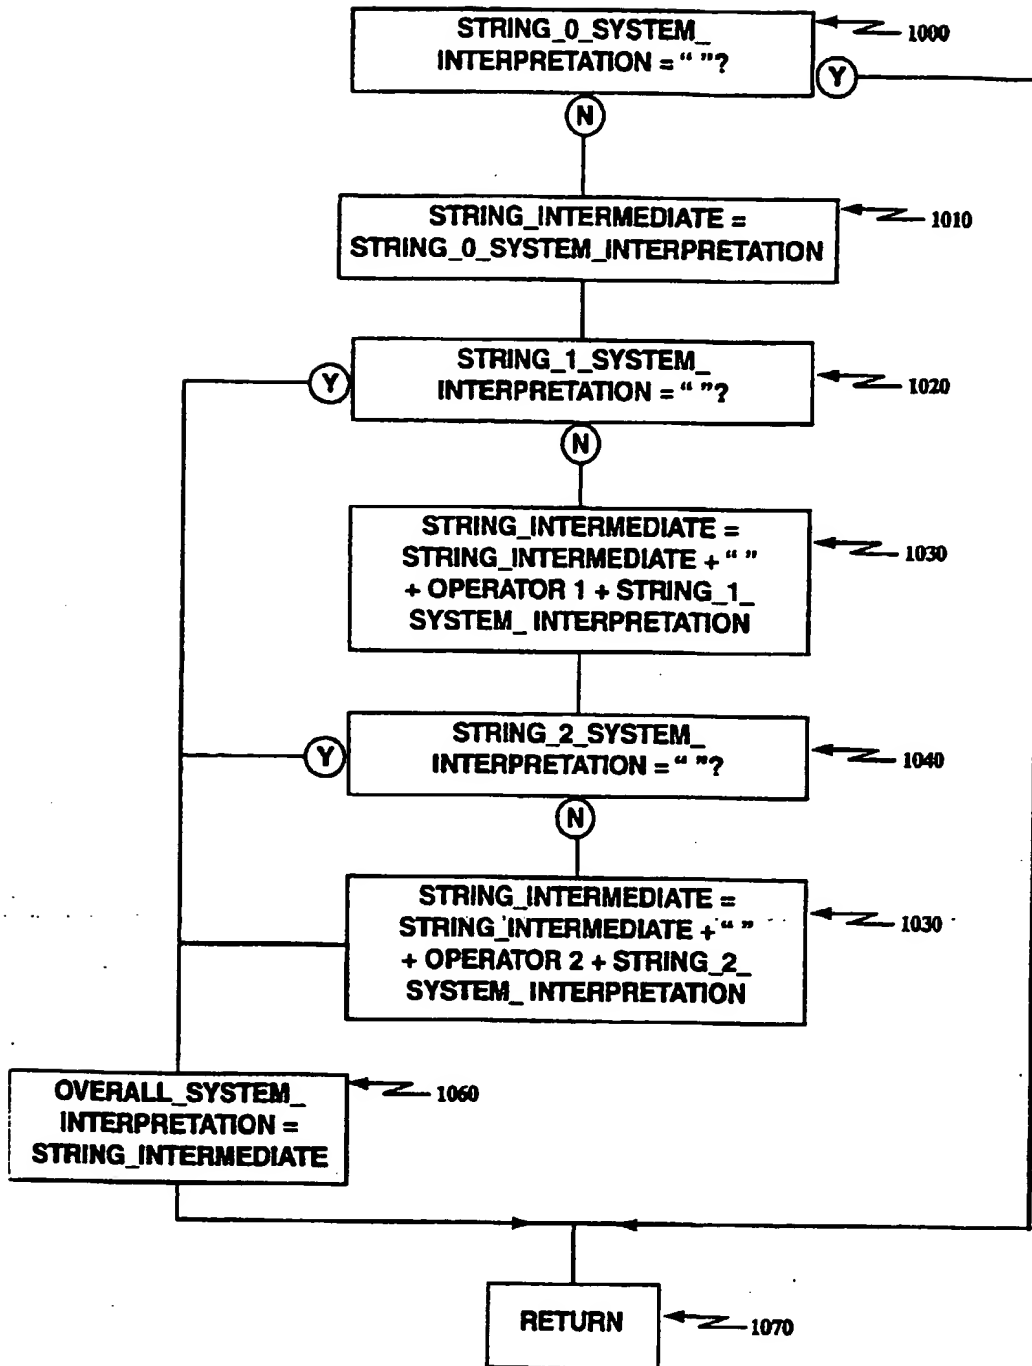 STRING_0_SYSTEM_
INTERPRETATION = “ ”?
1000
Y
N
STRING_INTERMEDIATE =
STRING_0_SYSTEM_INTERPRETATION
1010
STRING_1_SYSTEM_
INTERPRETATION = “ ”?
1020
Y
N
STRING_INTERMEDIATE =
STRING_INTERMEDIATE + “ ”
+ OPERATOR 1 + STRING_1_
SYSTEM_ INTERPRETATION
1030
STRING_2_SYSTEM_
INTERPRETATION = “ ”?
1040
Y
N
STRING_INTERMEDIATE =
STRING_INTERMEDIATE + “ ”
+ OPERATOR 2 + STRING_2_
SYSTEM_ INTERPRETATION
1030
OVERALL_SYSTEM_
INTERPRETATION =
STRING_INTERMEDIATE
1060
RETURN
1070